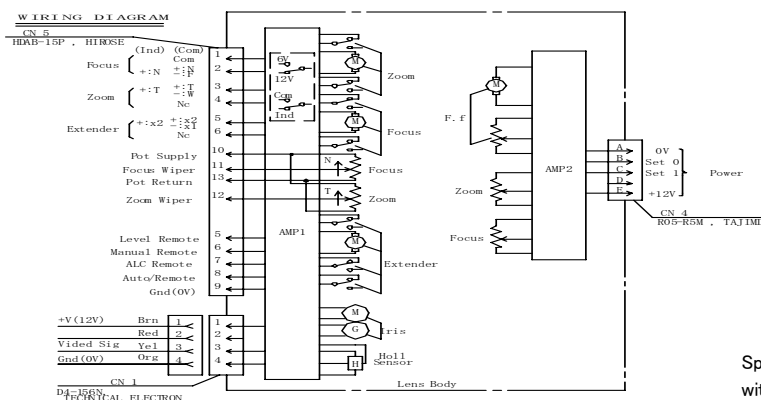 WIRING DIAGRAM
CN 5
HDAB-15P , HIROSE
(Ind) (Com)
Focus
Com
+:N +:N
-:F
Zoom
+:T +:T
-:W
Nc
Extender
+:x2 +:x2
-:x1
Nc
1
2
3
4
5
6
10
11
13
12
5
6
7
8
9
Pot Supply
Focus Wiper
Pot Return
Zoom Wiper
Level Remote
Manual Remote
ALC Remote
Auto/Remote
Gnd(0V)
+V(12V) Brn 1 1
Red 2 2
Vided Sig Yel 3 3
Gnd(0V) Org 4 4
CN 1
D4-156N
TECHNICAL ELECTRON
6V
12V
Com
Ind
AMP1
M
Zoom
M
Focus
N
Focus
T
Zoom
M
Extender
M
G
Iris
H
Holl
Sensor
Lens Body
M
F.f
Zoom
Focus
AMP2
A 0V
B Set 0
C Set 1
D
E +12V
Power
CN 4
R05-R5M , TAJIMI
Sp
wit